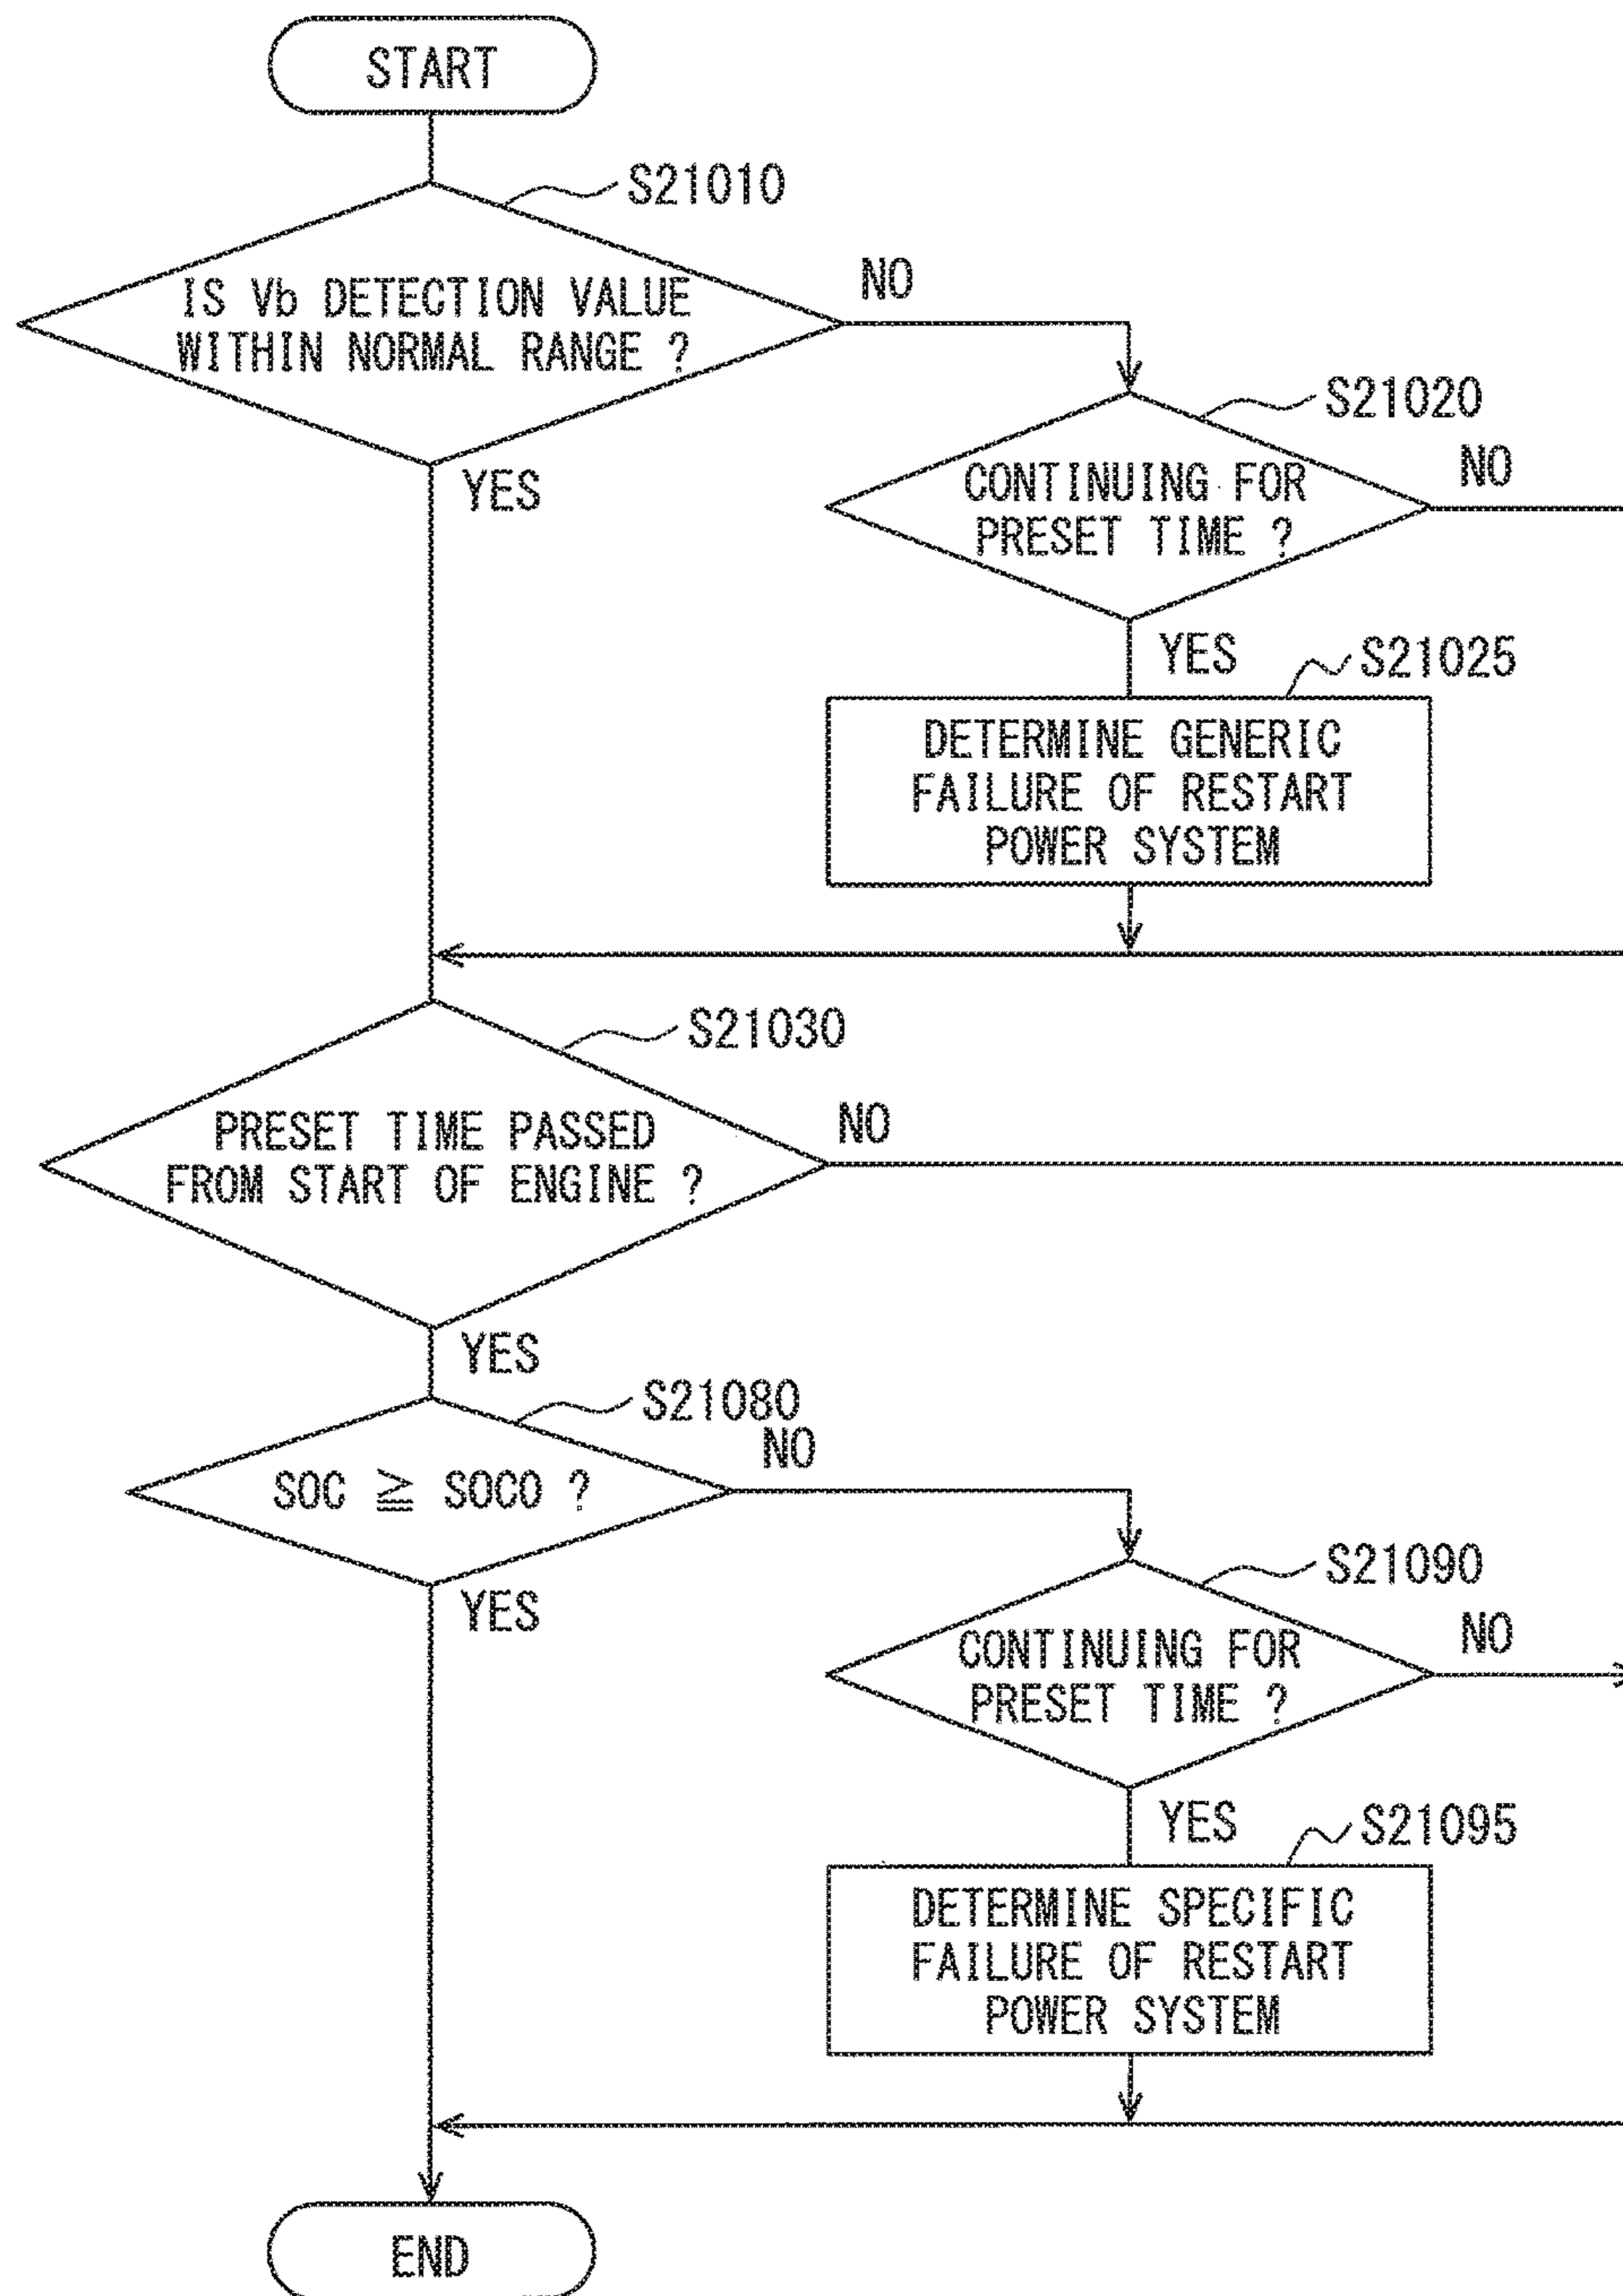 START
S21010
IS Vb DETECTION VALUE
WITHIN NORMAL RANGE ?
NO
YES
S21020
CONTINUING FOR
PRESET TIME ?
NO
YES
S21025
DETERMINE GENERIC
FAILURE OF RESTART
POWER SYSTEM
S21030
PRESET TIME PASSED
FROM START OF ENGINE ?
NO
YES
S21080
SOC ≧ SOC0 ?
NO
YES
S21090
CONTINUING FOR
PRESET TIME ?
NO
YES
S21095
DETERMINE SPECIFIC
FAILURE OF RESTART
POWER SYSTEM
END